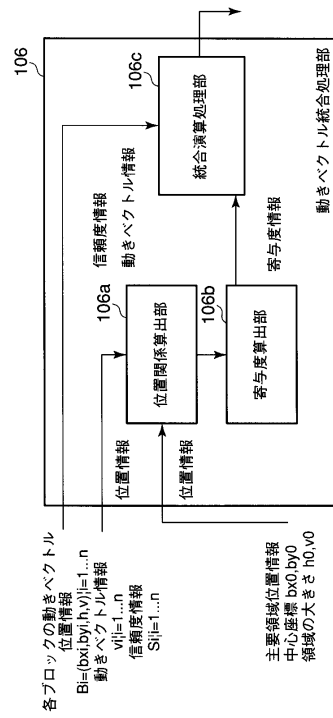 106
各ブロックの動きベクトル
位置情報
Bi=(bxi,byi,h,v);i=1...n
動きベクトル情報
vi;i=1...n
信頼度情報
Si;i=1...n
主要領域位置情報
中心座標 bx0,by0
領域の大きさ h0,v0
位置情報
位置情報
106a
位置関係算出部
106b
寄与度算出部
信頼度情報
動きベクトル情報
寄与度情報
106c
統合演算処理部
動きベクトル統合処理部